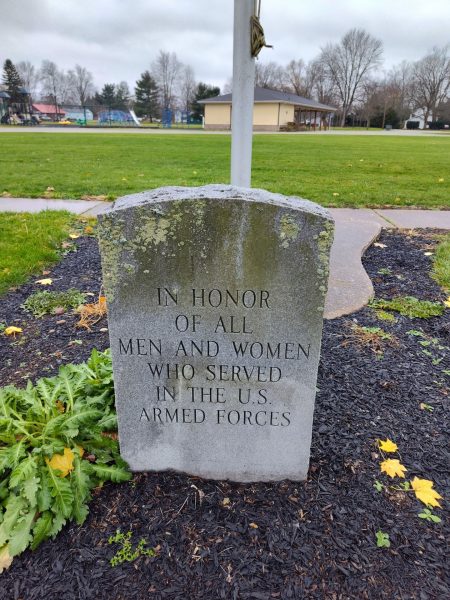 IN HONOR
OF ALL
MEN AND WOMEN
WHO SERVED
IN THE U.S.
ARMED FORCES